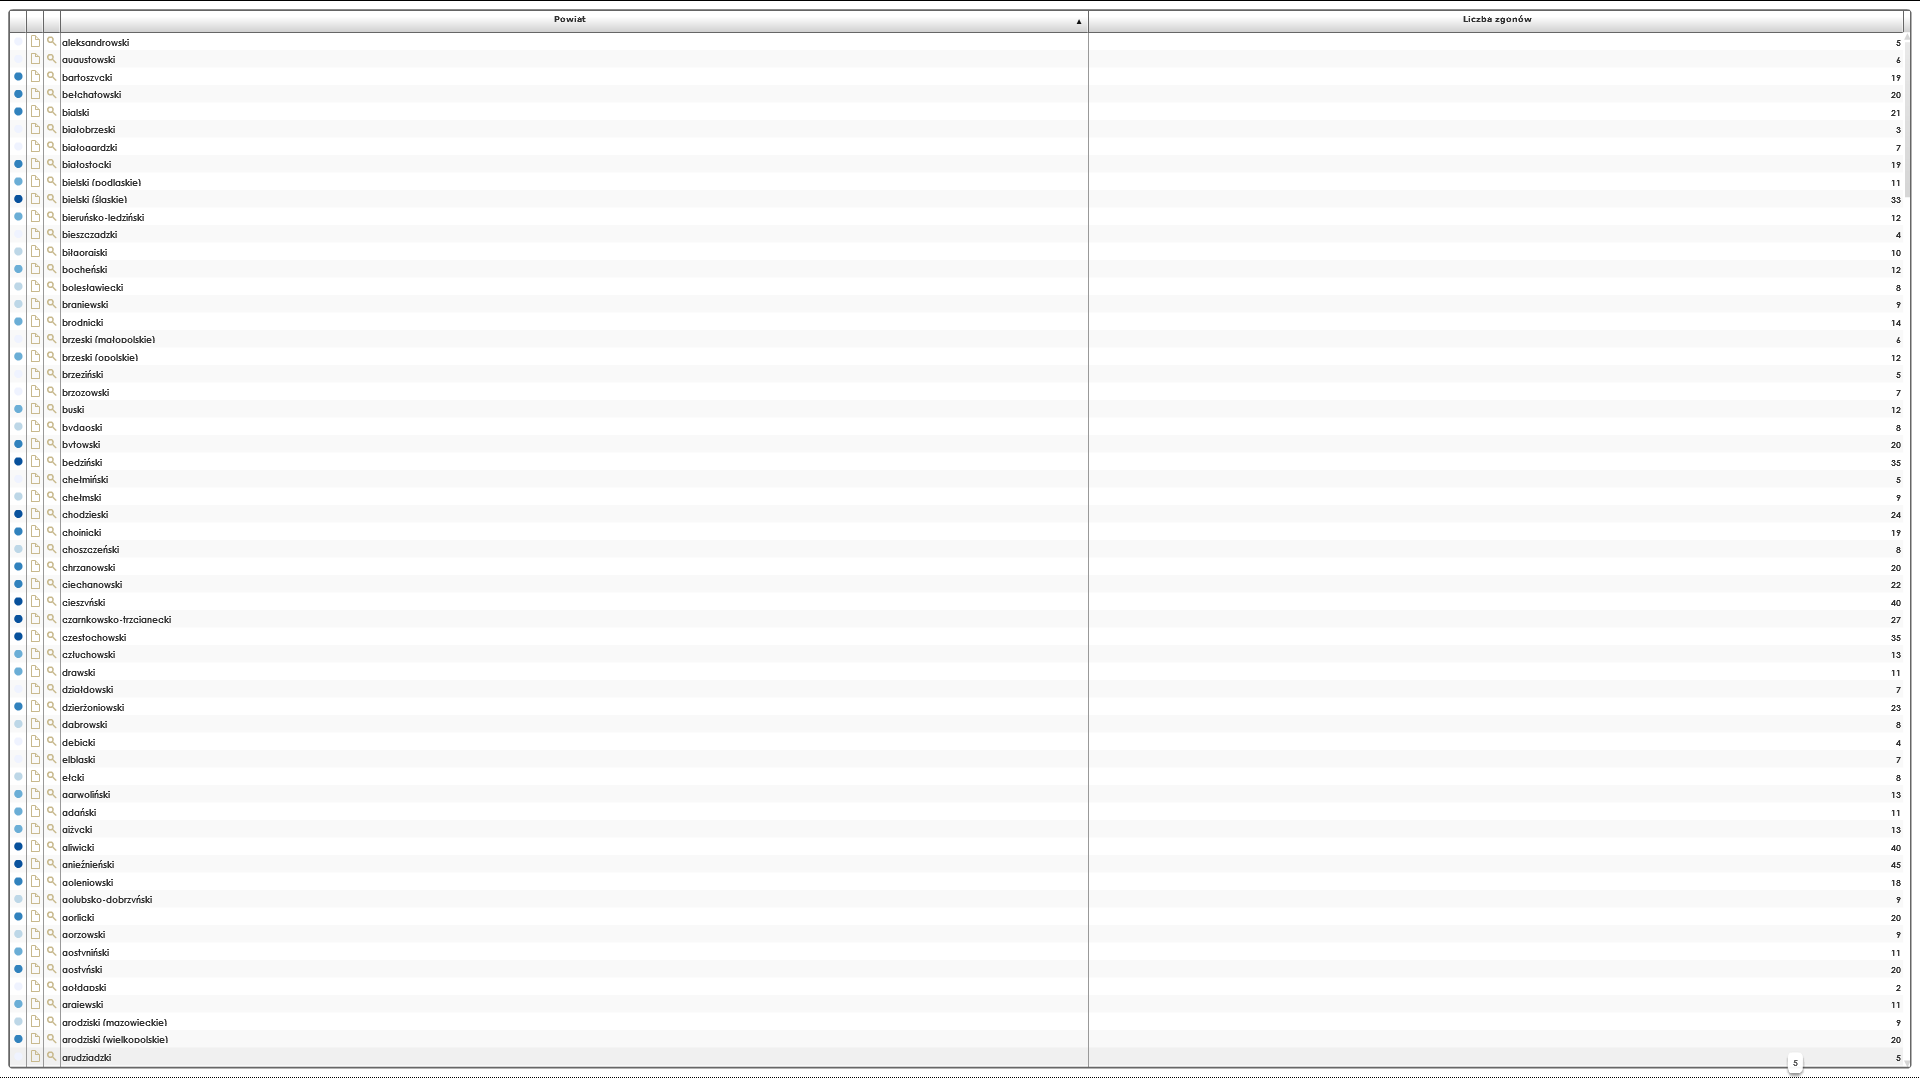 Powiat ▲ Liczba zgonów
aleksandrowski 5
augustowski 6
bartoszycki 19
bełchatowski 20
bialski 21
białobrzeski 3
białogardzki 7
białostocki 19
bielski (podlaskie) 11
bielski (śląskie) 33
bieruńsko-lędziński 12
bieszczadzki 4
biłgorajski 10
bocheński 12
bolesławiecki 8
braniewski 9
brodnicki 14
brzeski (małopolskie) 6
brzeski (opolskie) 12
brzeziński 5
brzozowski 7
buski 12
bydgoski 8
bytowski 20
będziński 35
chełmiński 5
chełmski 9
chodzieski 24
chojnicki 19
choszczeński 8
chrzanowski 20
ciechanowski 22
cieszyński 40
czarnkowsko-trzcianecki 27
częstochowski 35
człuchowski 13
drawski 11
działdowski 7
dzierżoniowski 23
dąbrowski 8
dębicki 4
elbląski 7
ełcki 8
garwoliński 13
gdański 11
giżycki 13
gliwicki 40
gnieźnieński 45
goleniowski 18
golubsko-dobrzyński 9
gorlicki 20
gorzowski 9
gostyniński 11
gostyński 20
gołdapski 2
grajewski 11
grodziski (mazowieckie) 9
grodziski (wielkopolskie) 20
grudziądzki 5
5